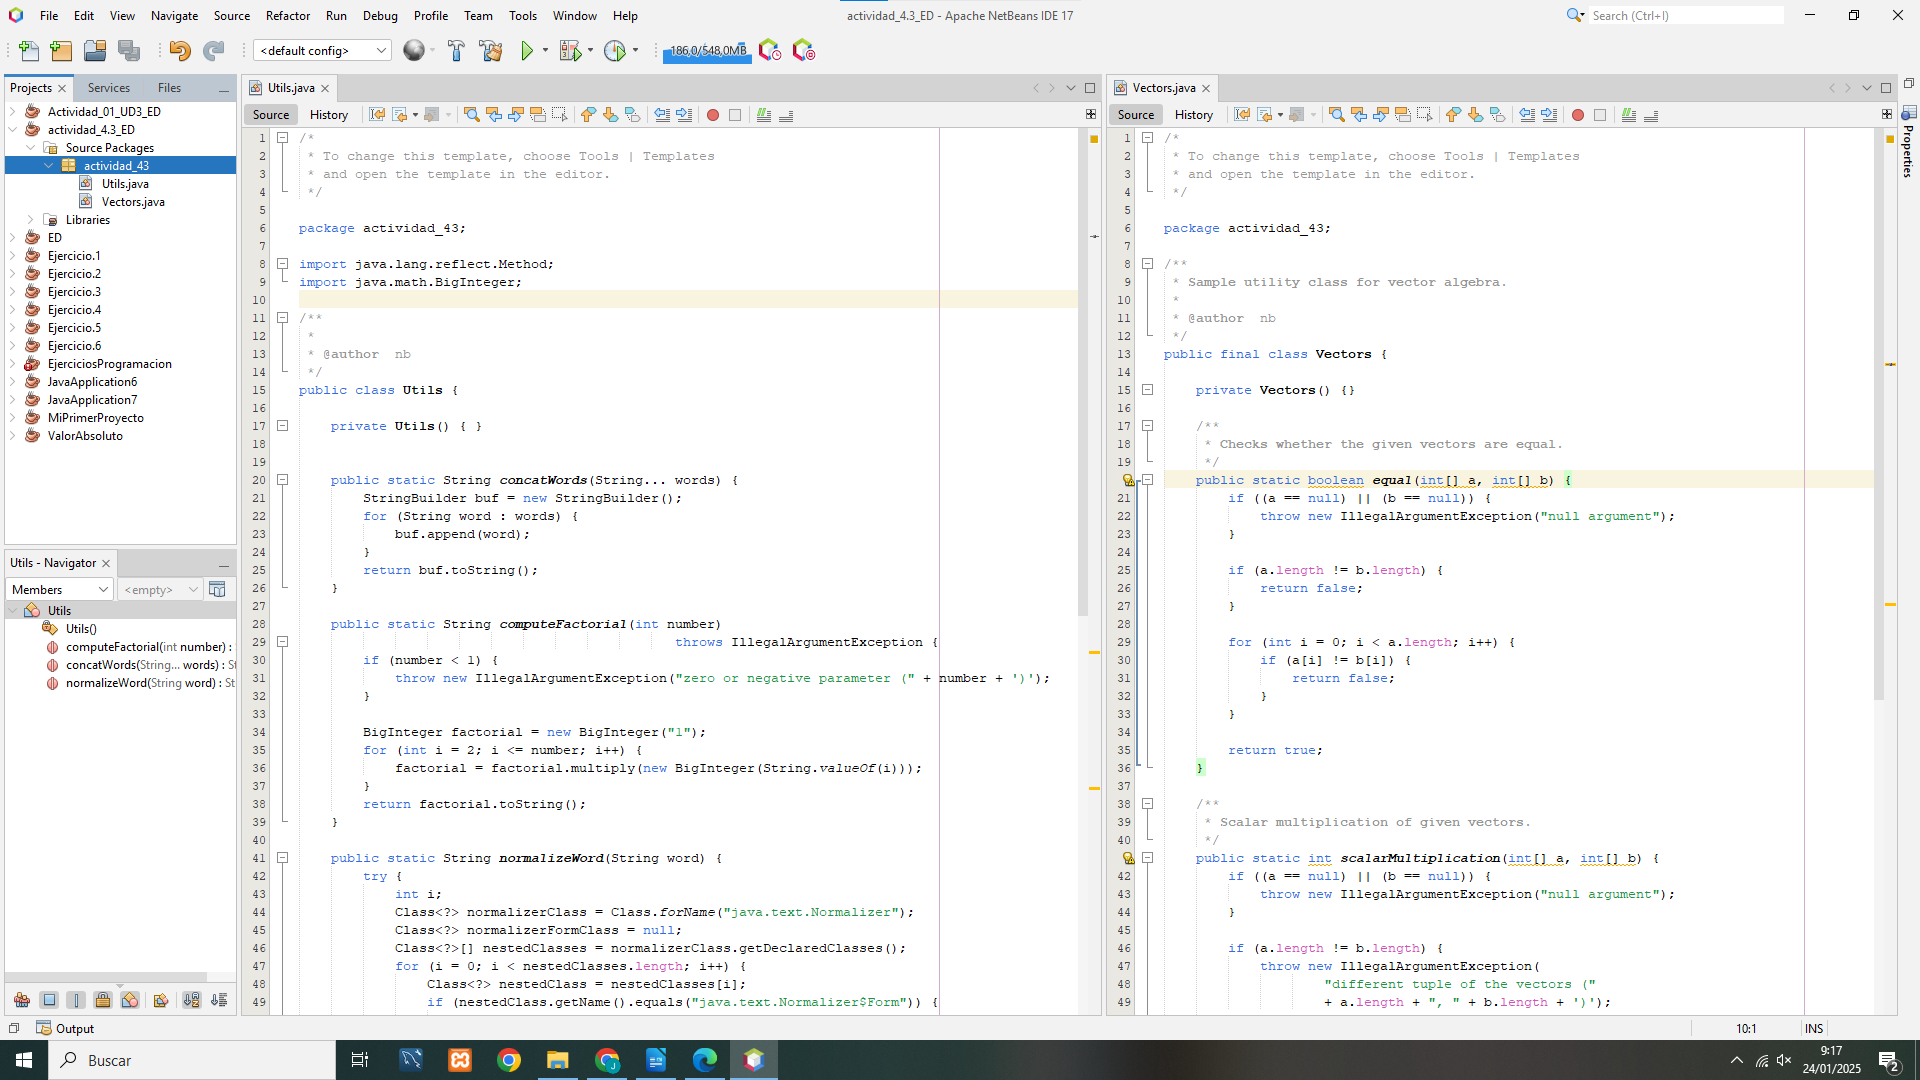 File Edit View Navigate Source Refactor Run Debug Profile Team Tools Window Help
actividad_4.3_ED - Apache NetBeans IDE 17
Search (Ctrl+I)
<default config>
186,0/548,0MB
Projects Services Files
Actividad_01_UD3_ED
actividad_4.3_ED
Source Packages
actividad_43
Utils.java
Vectors.java
Libraries
ED
Ejercicio.1
Ejercicio.2
Ejercicio.3
Ejercicio.4
Ejercicio.5
Ejercicio.6
EjerciciosProgramacion
JavaApplication6
JavaApplication7
MiPrimerProyecto
ValorAbsoluto
Utils - Navigator
Members <empty>
Utils
Utils()
computeFactorial(int number) :
concatWords(String... words) : St
normalizeWord(String word) : St
Utils.java
Source History
1 /*
2 * To change this template, choose Tools | Templates
3 * and open the template in the editor.
4 */
5
6 package actividad_43;
7
8 import java.lang.reflect.Method;
9 import java.math.BigInteger;
10
11 /**
12 *
13 * @author  nb
14 */
15 public class Utils {
16
17 private Utils() { }
18
19
20 public static String concatWords(String... words) {
21 StringBuilder buf = new StringBuilder();
22 for (String word : words) {
23 buf.append(word);
24 }
25 return buf.toString();
26 }
27
28 public static String computeFactorial(int number)
29 throws IllegalArgumentException {
30 if (number < 1) {
31 throw new IllegalArgumentException("zero or negative parameter (" + number + ')');
32 }
33
34 BigInteger factorial = new BigInteger("1");
35 for (int i = 2; i <= number; i++) {
36 factorial = factorial.multiply(new BigInteger(String.valueOf(i)));
37 }
38 return factorial.toString();
39 }
40
41 public static String normalizeWord(String word) {
42 try {
43 int i;
44 Class<?> normalizerClass = Class.forName("java.text.Normalizer");
45 Class<?> normalizerFormClass = null;
46 Class<?>[] nestedClasses = normalizerClass.getDeclaredClasses();
47 for (i = 0; i < nestedClasses.length; i++) {
48 Class<?> nestedClass = nestedClasses[i];
49 if (nestedClass.getName().equals("java.text.Normalizer$Form")) {
Vectors.java
Source History
1 /*
2 * To change this template, choose Tools | Templates
3 * and open the template in the editor.
4 */
5
6 package actividad_43;
7
8 /**
9 * Sample utility class for vector algebra.
10 *
11 * @author  nb
12 */
13 public final class Vectors {
14
15 private Vectors() {}
16
17 /**
18 * Checks whether the given vectors are equal.
19 */
public static boolean equal(int[] a, int[] b) {
21 if ((a == null) || (b == null)) {
22 throw new IllegalArgumentException("null argument");
23 }
24
25 if (a.length != b.length) {
26 return false;
27 }
28
29 for (int i = 0; i < a.length; i++) {
30 if (a[i] != b[i]) {
31 return false;
32 }
33 }
34
35 return true;
36 }
37
38 /**
39 * Scalar multiplication of given vectors.
40 */
public static int scalarMultiplication(int[] a, int[] b) {
42 if ((a == null) || (b == null)) {
43 throw new IllegalArgumentException("null argument");
44 }
45
46 if (a.length != b.length) {
47 throw new IllegalArgumentException(
48 "different tuple of the vectors ("
49 + a.length + ", " + b.length + ')');
Properties
Output
10:1 INS
Buscar
9:17
24/01/2025
2